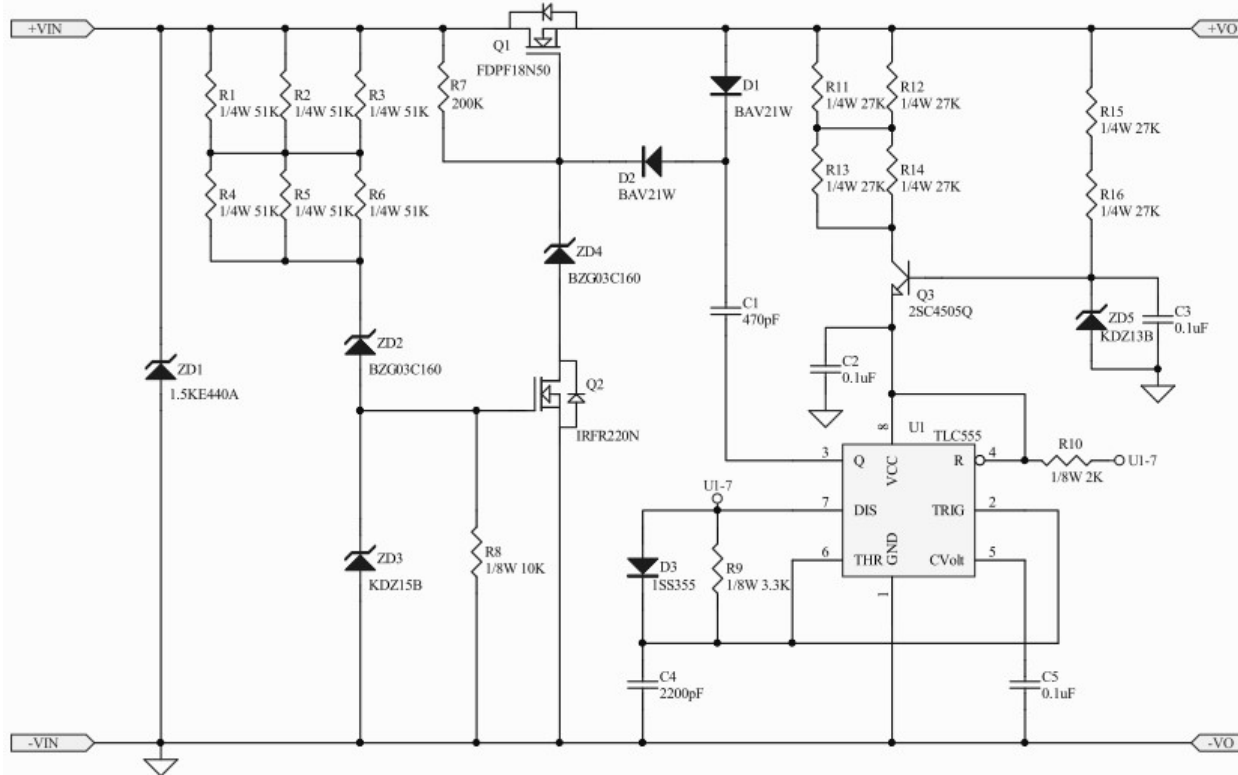 +VIN
+VO
Q1
FDPF18N50
R1
1/4W 51K
R2
1/4W 51K
R3
1/4W 51K
R7
200K
D1
BAV21W
R11
1/4W 27K
R12
1/4W 27K
R15
1/4W 27K
D2
BAV21W
R4
1/4W 51K
R5
1/4W 51K
R6
1/4W 51K
R13
1/4W 27K
R14
1/4W 27K
R16
1/4W 27K
ZD4
BZG03C160
Q3
2SC4505Q
C1
470pF
ZD5
KDZ13B
C3
0.1uF
ZD1
1.5KE440A
ZD2
BZG03C160
Q2
IRFR220N
C2
0.1uF
8
U1
TLC555
3
Q
VCC
R
4
R10
1/8W 2K
U1-7
U1-7
7
DIS
TRIG
2
6
THR
GND
CVolt
5
1
ZD3
KDZ15B
R8
1/8W 10K
D3
1SS355
R9
1/8W 3.3K
C4
2200pF
C5
0.1uF
-VIN
-VO